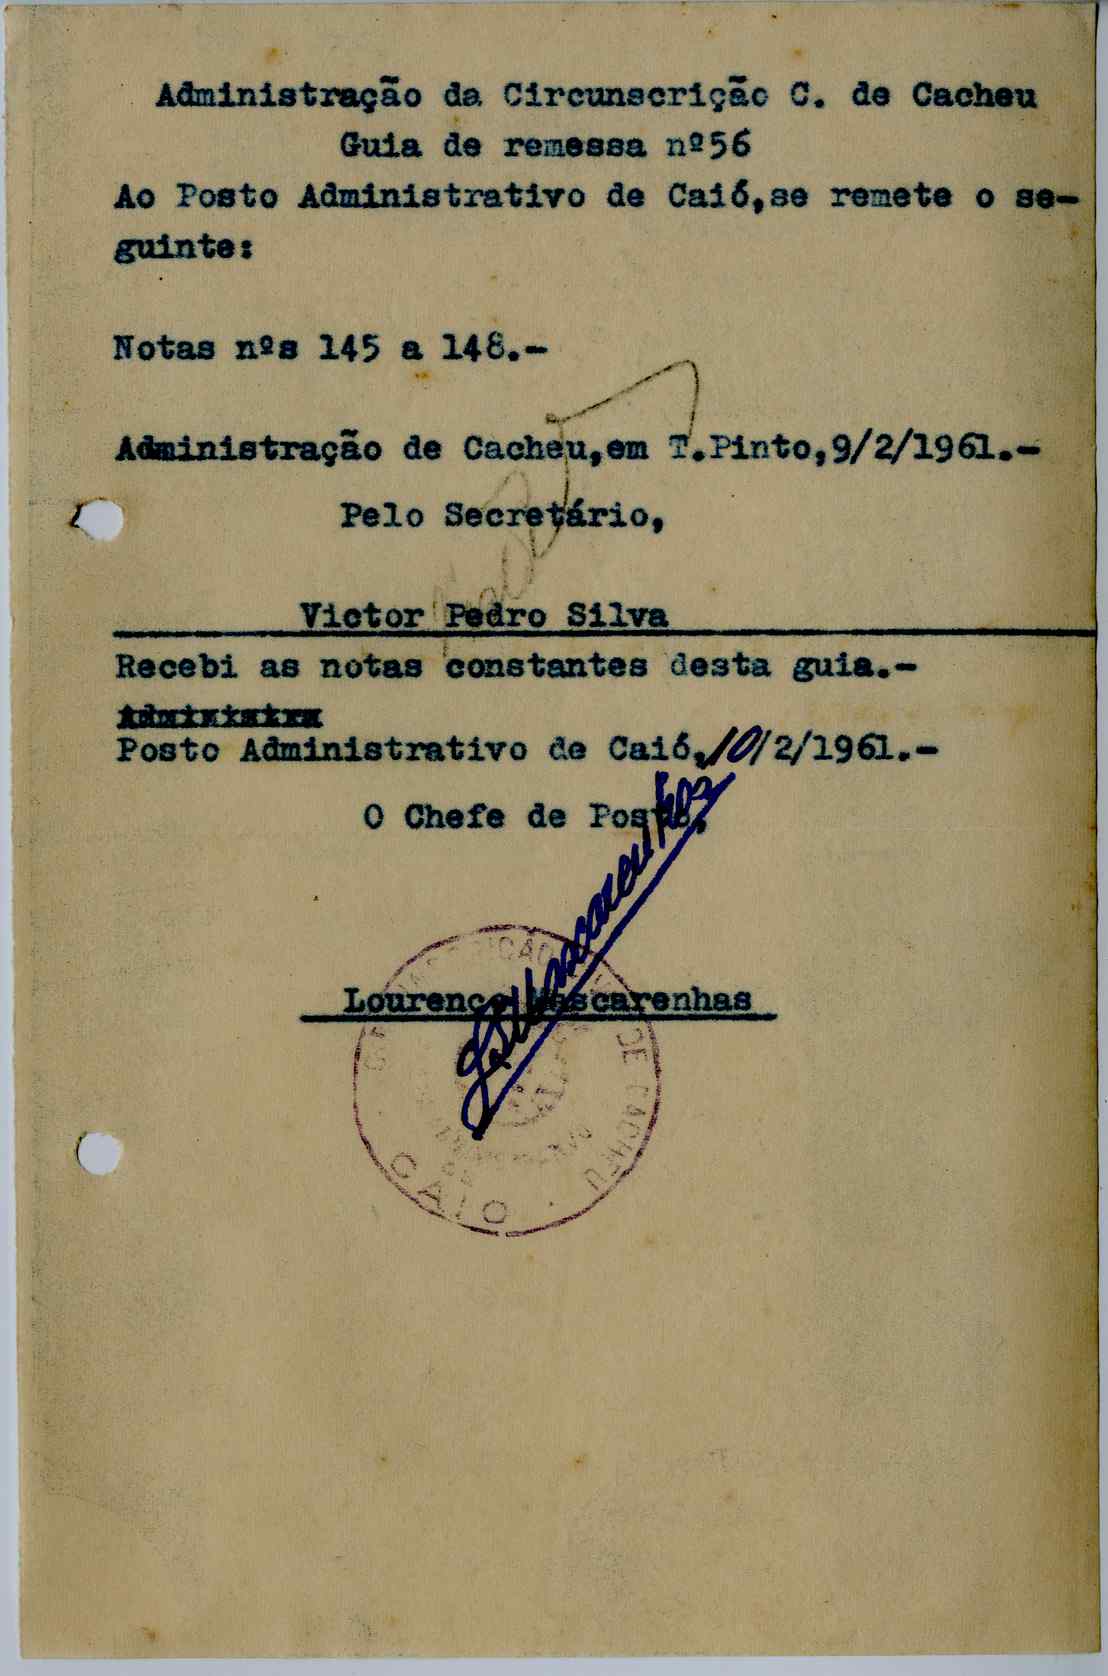 Administração da Circunscrição C. de Cacheu
Guia de remessa nº56
Ao Posto Administrativo de Caió,se remete o se-
guinte:
Notas nºs 145 a 148.-
Administração de Cacheu,em T.Pinto,9/2/1961.-
Pelo Secretário,
Victor Pedro Silva
Recebi as notas constantes desta guia.-
Posto Administrativo de Caió,10/2/1961.-
O Chefe de Posto,
Lourenço Mascarenhas
DE CACHEU
CAIO